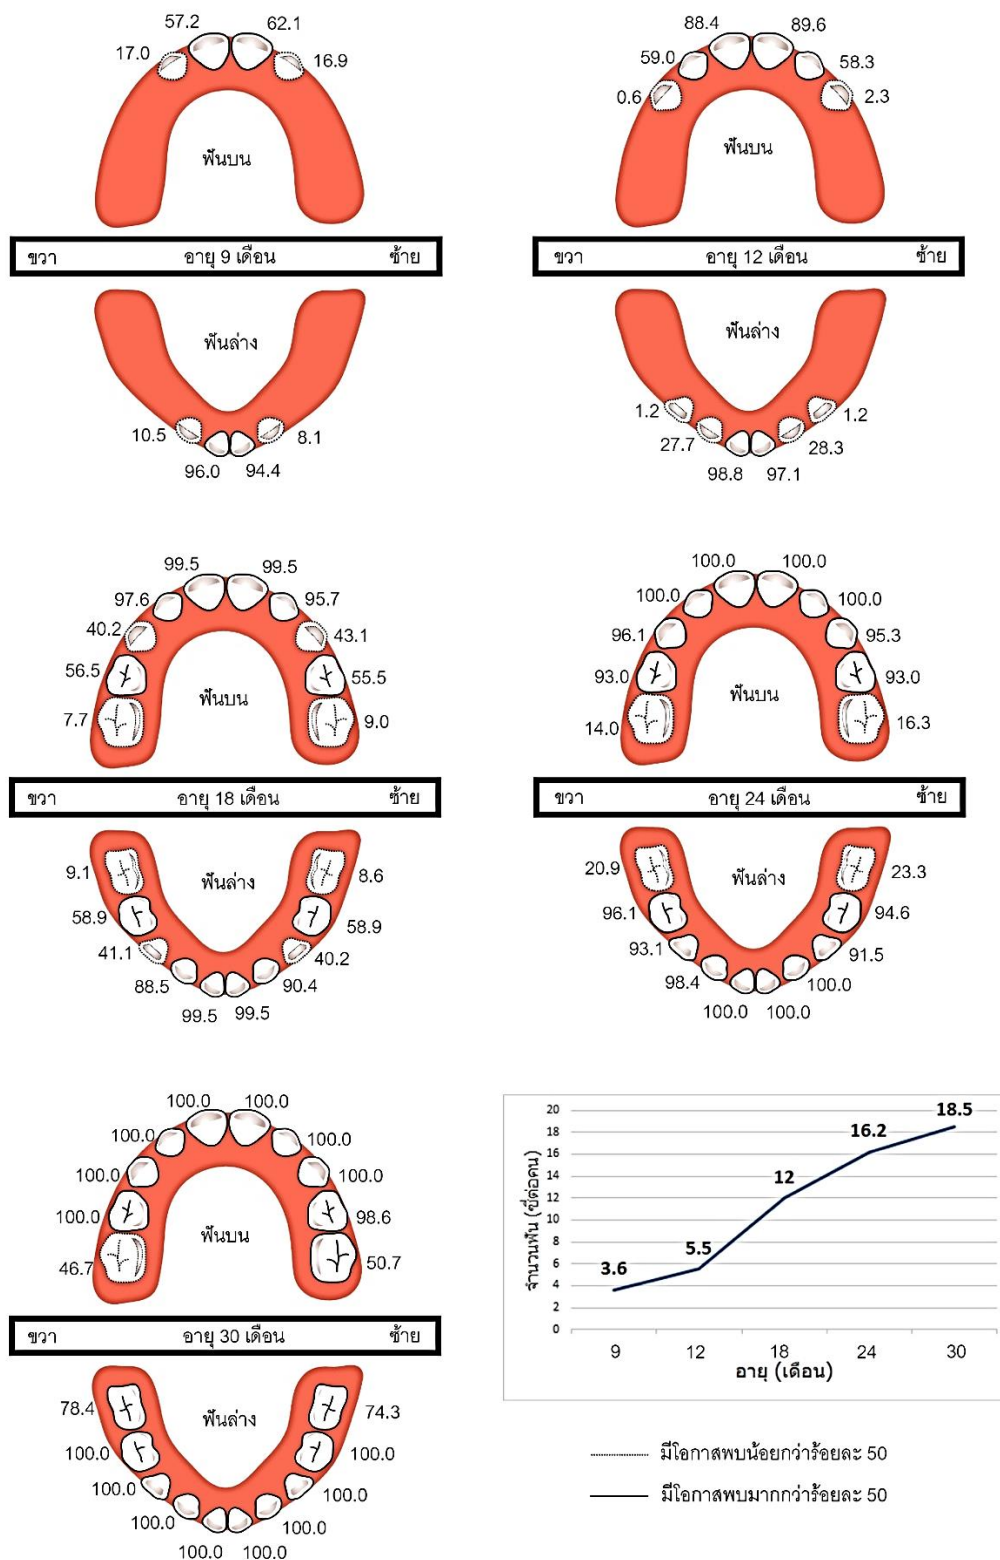 57.2 62.1
17.0 16.9
ฟันบน
ขวา อายุ 9 เดือน ซ้าย
ฟันล่าง
10.5 8.1
96.0 94.4
88.4 89.6
59.0 58.3
0.6 2.3
ฟันบน
ขวา อายุ 12 เดือน ซ้าย
ฟันล่าง
1.2 1.2
27.7 28.3
98.8 97.1
99.5 99.5
97.6 95.7
40.2 43.1
56.5 55.5
ฟันบน
7.7 9.0
ขวา อายุ 18 เดือน ซ้าย
9.1 ฟันล่าง 8.6
58.9 58.9
41.1 40.2
88.5 90.4
99.5 99.5
100.0 100.0
100.0 100.0
96.1 95.3
93.0 93.0
ฟันบน
14.0 16.3
ขวา อายุ 24 เดือน ซ้าย
20.9 ฟันล่าง 23.3
96.1 94.6
93.1 91.5
98.4 100.0
100.0 100.0
100.0 100.0
100.0 100.0
100.0 100.0
100.0 98.6
ฟันบน
46.7 50.7
ขวา อายุ 30 เดือน ซ้าย
78.4 ฟันล่าง 74.3
100.0 100.0
100.0 100.0
100.0 100.0
100.0 100.0
จำนวนฟัน (ซี่ต่อคน)
20
18
16
14
12
10
8
6
4
2
0
3.6
5.5
12
16.2
18.5
9 12 18 24 30
อายุ (เดือน)
มีโอกาสพบน้อยกว่าร้อยละ 50
มีโอกาสพบมากกว่าร้อยละ 50